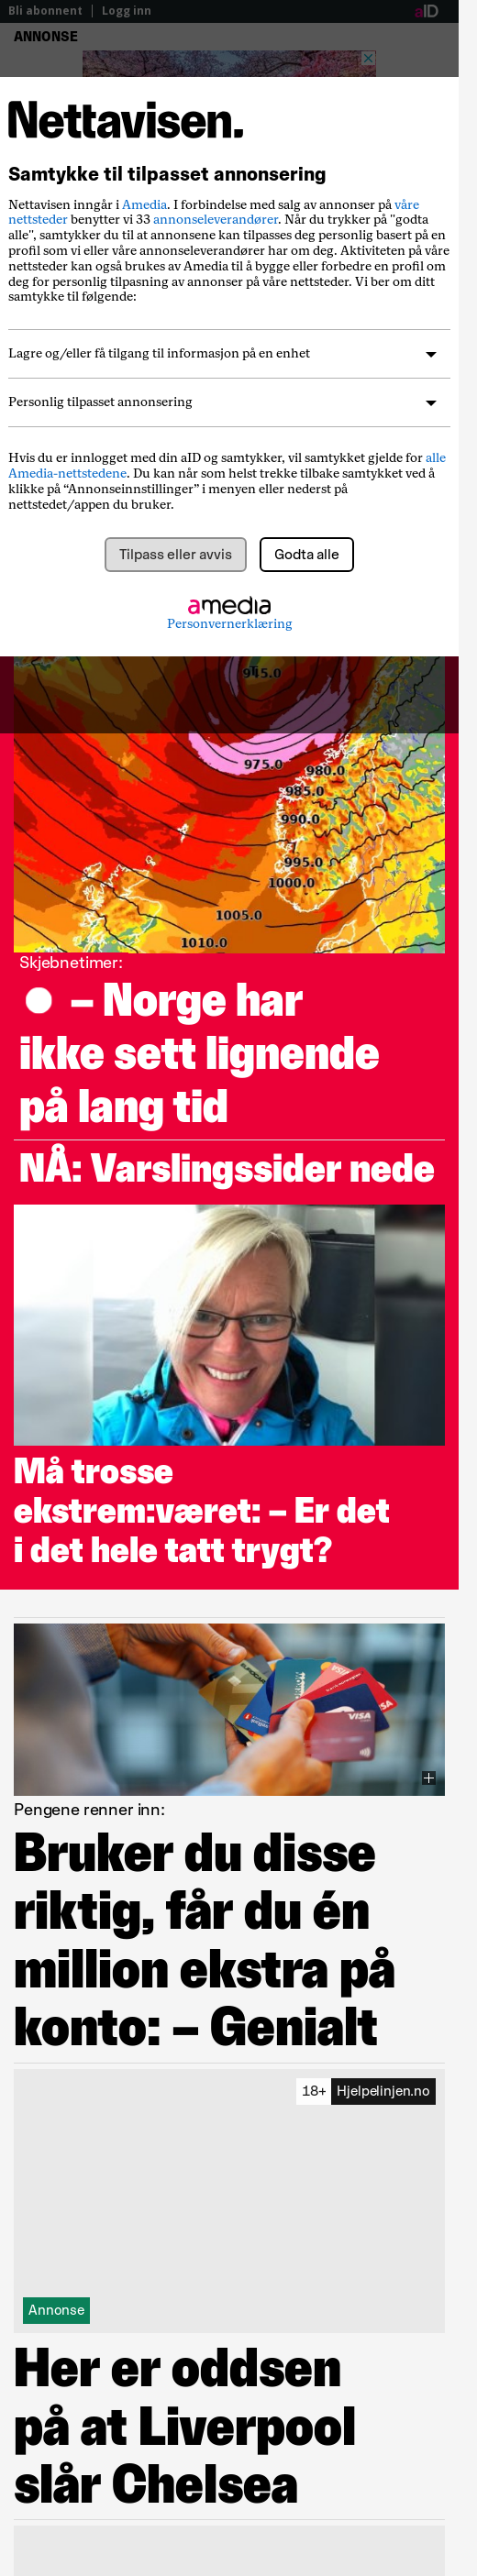 Bli abonnent | Logg inn
aID
ANNONSE
Nettavisen.
Samtykke til tilpasset annonsering
Nettavisen inngår i Amedia. I forbindelse med salg av annonser på våre
nettsteder benytter vi 33 annonseleverandører. Når du trykker på "godta
alle", samtykker du til at annonsene kan tilpasses deg personlig basert på en
profil som vi eller våre annonseleverandører har om deg. Aktiviteten på våre
nettsteder kan også brukes av Amedia til å bygge eller forbedre en profil om
deg for personlig tilpasning av annonser på våre nettsteder. Vi ber om ditt
samtykke til følgende:
Lagre og/eller få tilgang til informasjon på en enhet
Personlig tilpasset annonsering
Hvis du er innlogget med din aID og samtykker, vil samtykket gjelde for alle
Amedia-nettstedene. Du kan når som helst trekke tilbake samtykket ved å
klikke på “Annonseinnstillinger” i menyen eller nederst på
nettstedet/appen du bruker.
Tilpass eller avvis
Godta alle
amedia
Personvernerklæring
945.0
T
975.0
980.0
985.0
990.0
995.0
1000.0
1005.0
1010.0
Skjebnetimer:
– Norge har
ikke sett lignende
på lang tid
NÅ: Varslingssider nede
Må trosse
ekstrem:været: – Er det
i det hele tatt trygt?
VISA
VISA
Pengene renner inn:
Bruker du disse
riktig, får du én
million ekstra på
konto: – Genialt
18+ Hjelpelinjen.no
Annonse
Her er oddsen
på at Liverpool
slår Chelsea